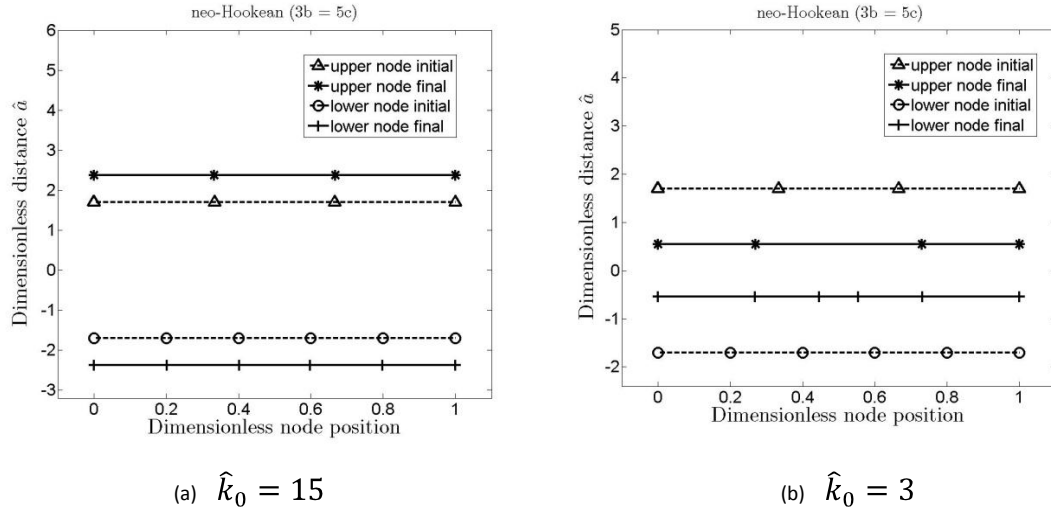 neo-Hookean (3b = 5c)
6
5
4
3
2
1
0
-1
-2
-3
Dimensionless distance â
upper node initial
upper node final
lower node initial
lower node final
0 0.2 0.4 0.6 0.8 1
Dimensionless node position
(a) k̂₀ = 15
neo-Hookean (3b = 5c)
5
4
3
2
1
0
-1
-2
Dimensionless distance â
upper node initial
upper node final
lower node initial
lower node final
0 0.2 0.4 0.6 0.8 1
Dimensionless node position
(b) k̂₀ = 3